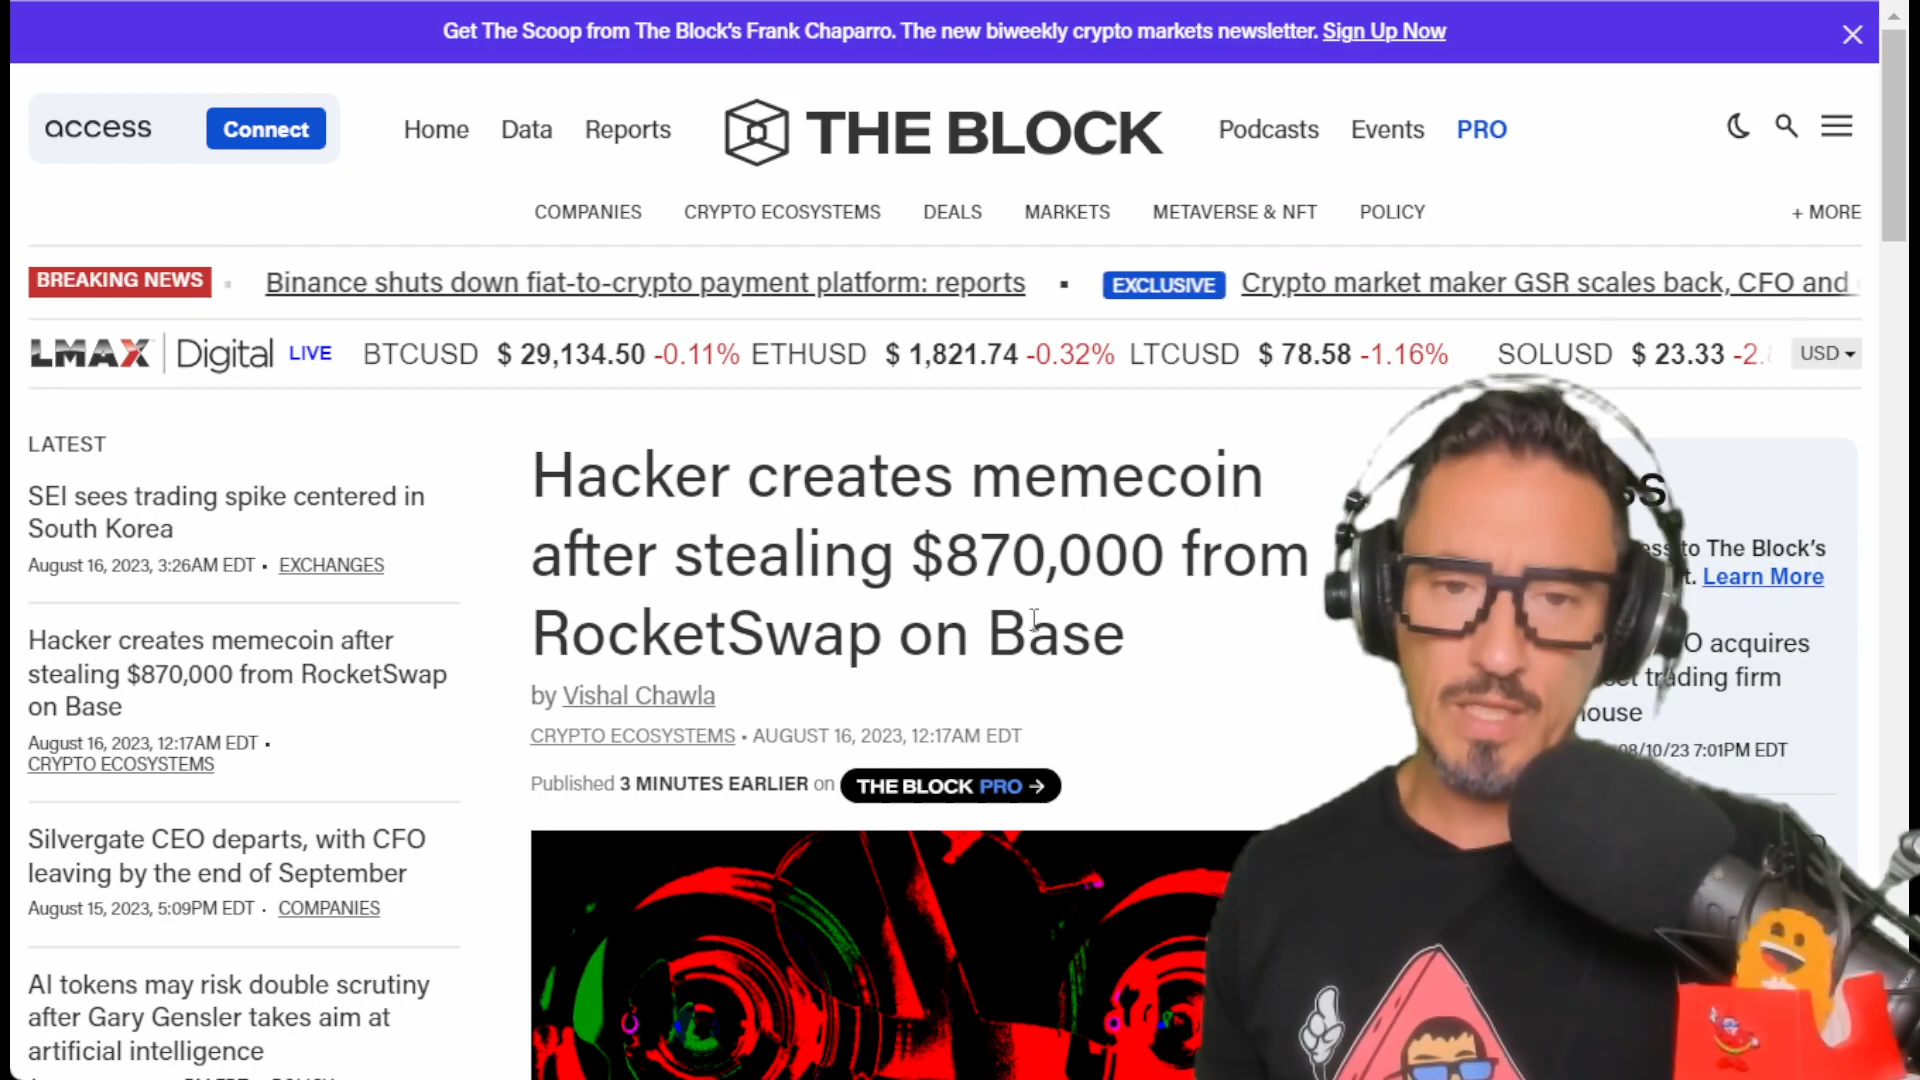 Get The Scoop from The Block's Frank Chaparro. The new biweekly crypto markets newsletter. Sign Up Now
access Connect Home Data Reports THE BLOCK Podcasts Events PRO
COMPANIES CRYPTO ECOSYSTEMS DEALS MARKETS METAVERSE & NFT POLICY + MORE
BREAKING NEWS Binance shuts down fiat-to-crypto payment platform: reports ▪ EXCLUSIVE Crypto market maker GSR scales back, CFO and
LMAX Digital LIVE BTCUSD $ 29,134.50 -0.11% ETHUSD $ 1,821.74 -0.32% LTCUSD $ 78.58 -1.16% SOLUSD $ 23.33 -2. USD
LATEST
SEI sees trading spike centered in
South Korea
August 16, 2023, 3:26AM EDT • EXCHANGES
Hacker creates memecoin after
stealing $870,000 from RocketSwap
on Base
August 16, 2023, 12:17AM EDT •
CRYPTO ECOSYSTEMS
Silvergate CEO departs, with CFO
leaving by the end of September
August 15, 2023, 5:09PM EDT • COMPANIES
AI tokens may risk double scrutiny
after Gary Gensler takes aim at
artificial intelligence
Hacker creates memecoin
after stealing $870,000 from
RocketSwap on Base
by Vishal Chawla
CRYPTO ECOSYSTEMS • AUGUST 16, 2023, 12:17AM EDT
Published 3 MINUTES EARLIER on THE BLOCK PRO →
to The Block's
Learn More
acquires
trading firm
08/10/23 7:01PM EDT